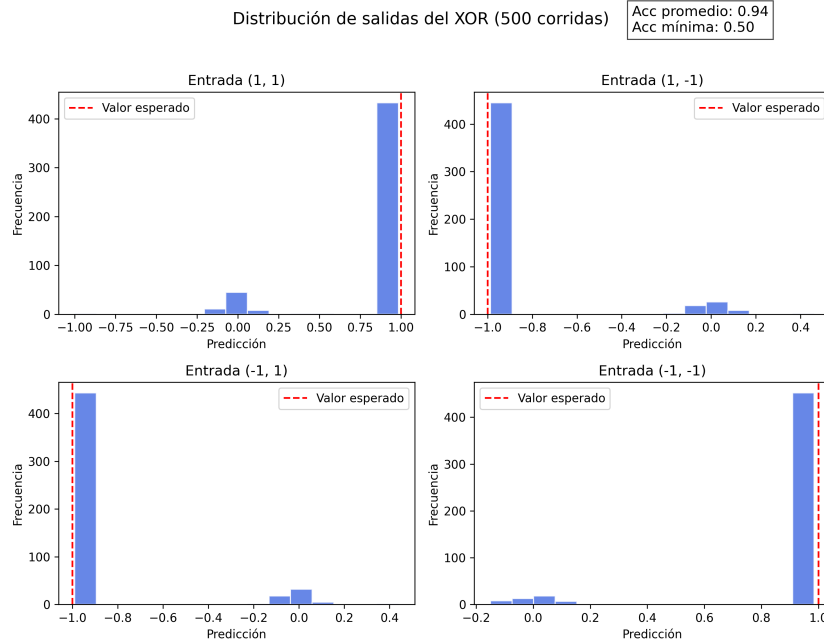 Distribución de salidas del XOR (500 corridas)
Acc promedio: 0.94
Acc mínima: 0.50
Entrada (1, 1)
Valor esperado
Frecuencia
400
300
200
100
0
−1.00 −0.75 −0.50 −0.25 0.00 0.25 0.50 0.75 1.00
Predicción
Entrada (1, -1)
Valor esperado
Frecuencia
400
300
200
100
0
−1.0 −0.8 −0.6 −0.4 −0.2 0.0 0.2 0.4
Predicción
Entrada (-1, 1)
Valor esperado
Frecuencia
400
300
200
100
0
−1.0 −0.8 −0.6 −0.4 −0.2 0.0 0.2 0.4
Predicción
Entrada (-1, -1)
Valor esperado
Frecuencia
400
300
200
100
0
−0.2 0.0 0.2 0.4 0.6 0.8 1.0
Predicción